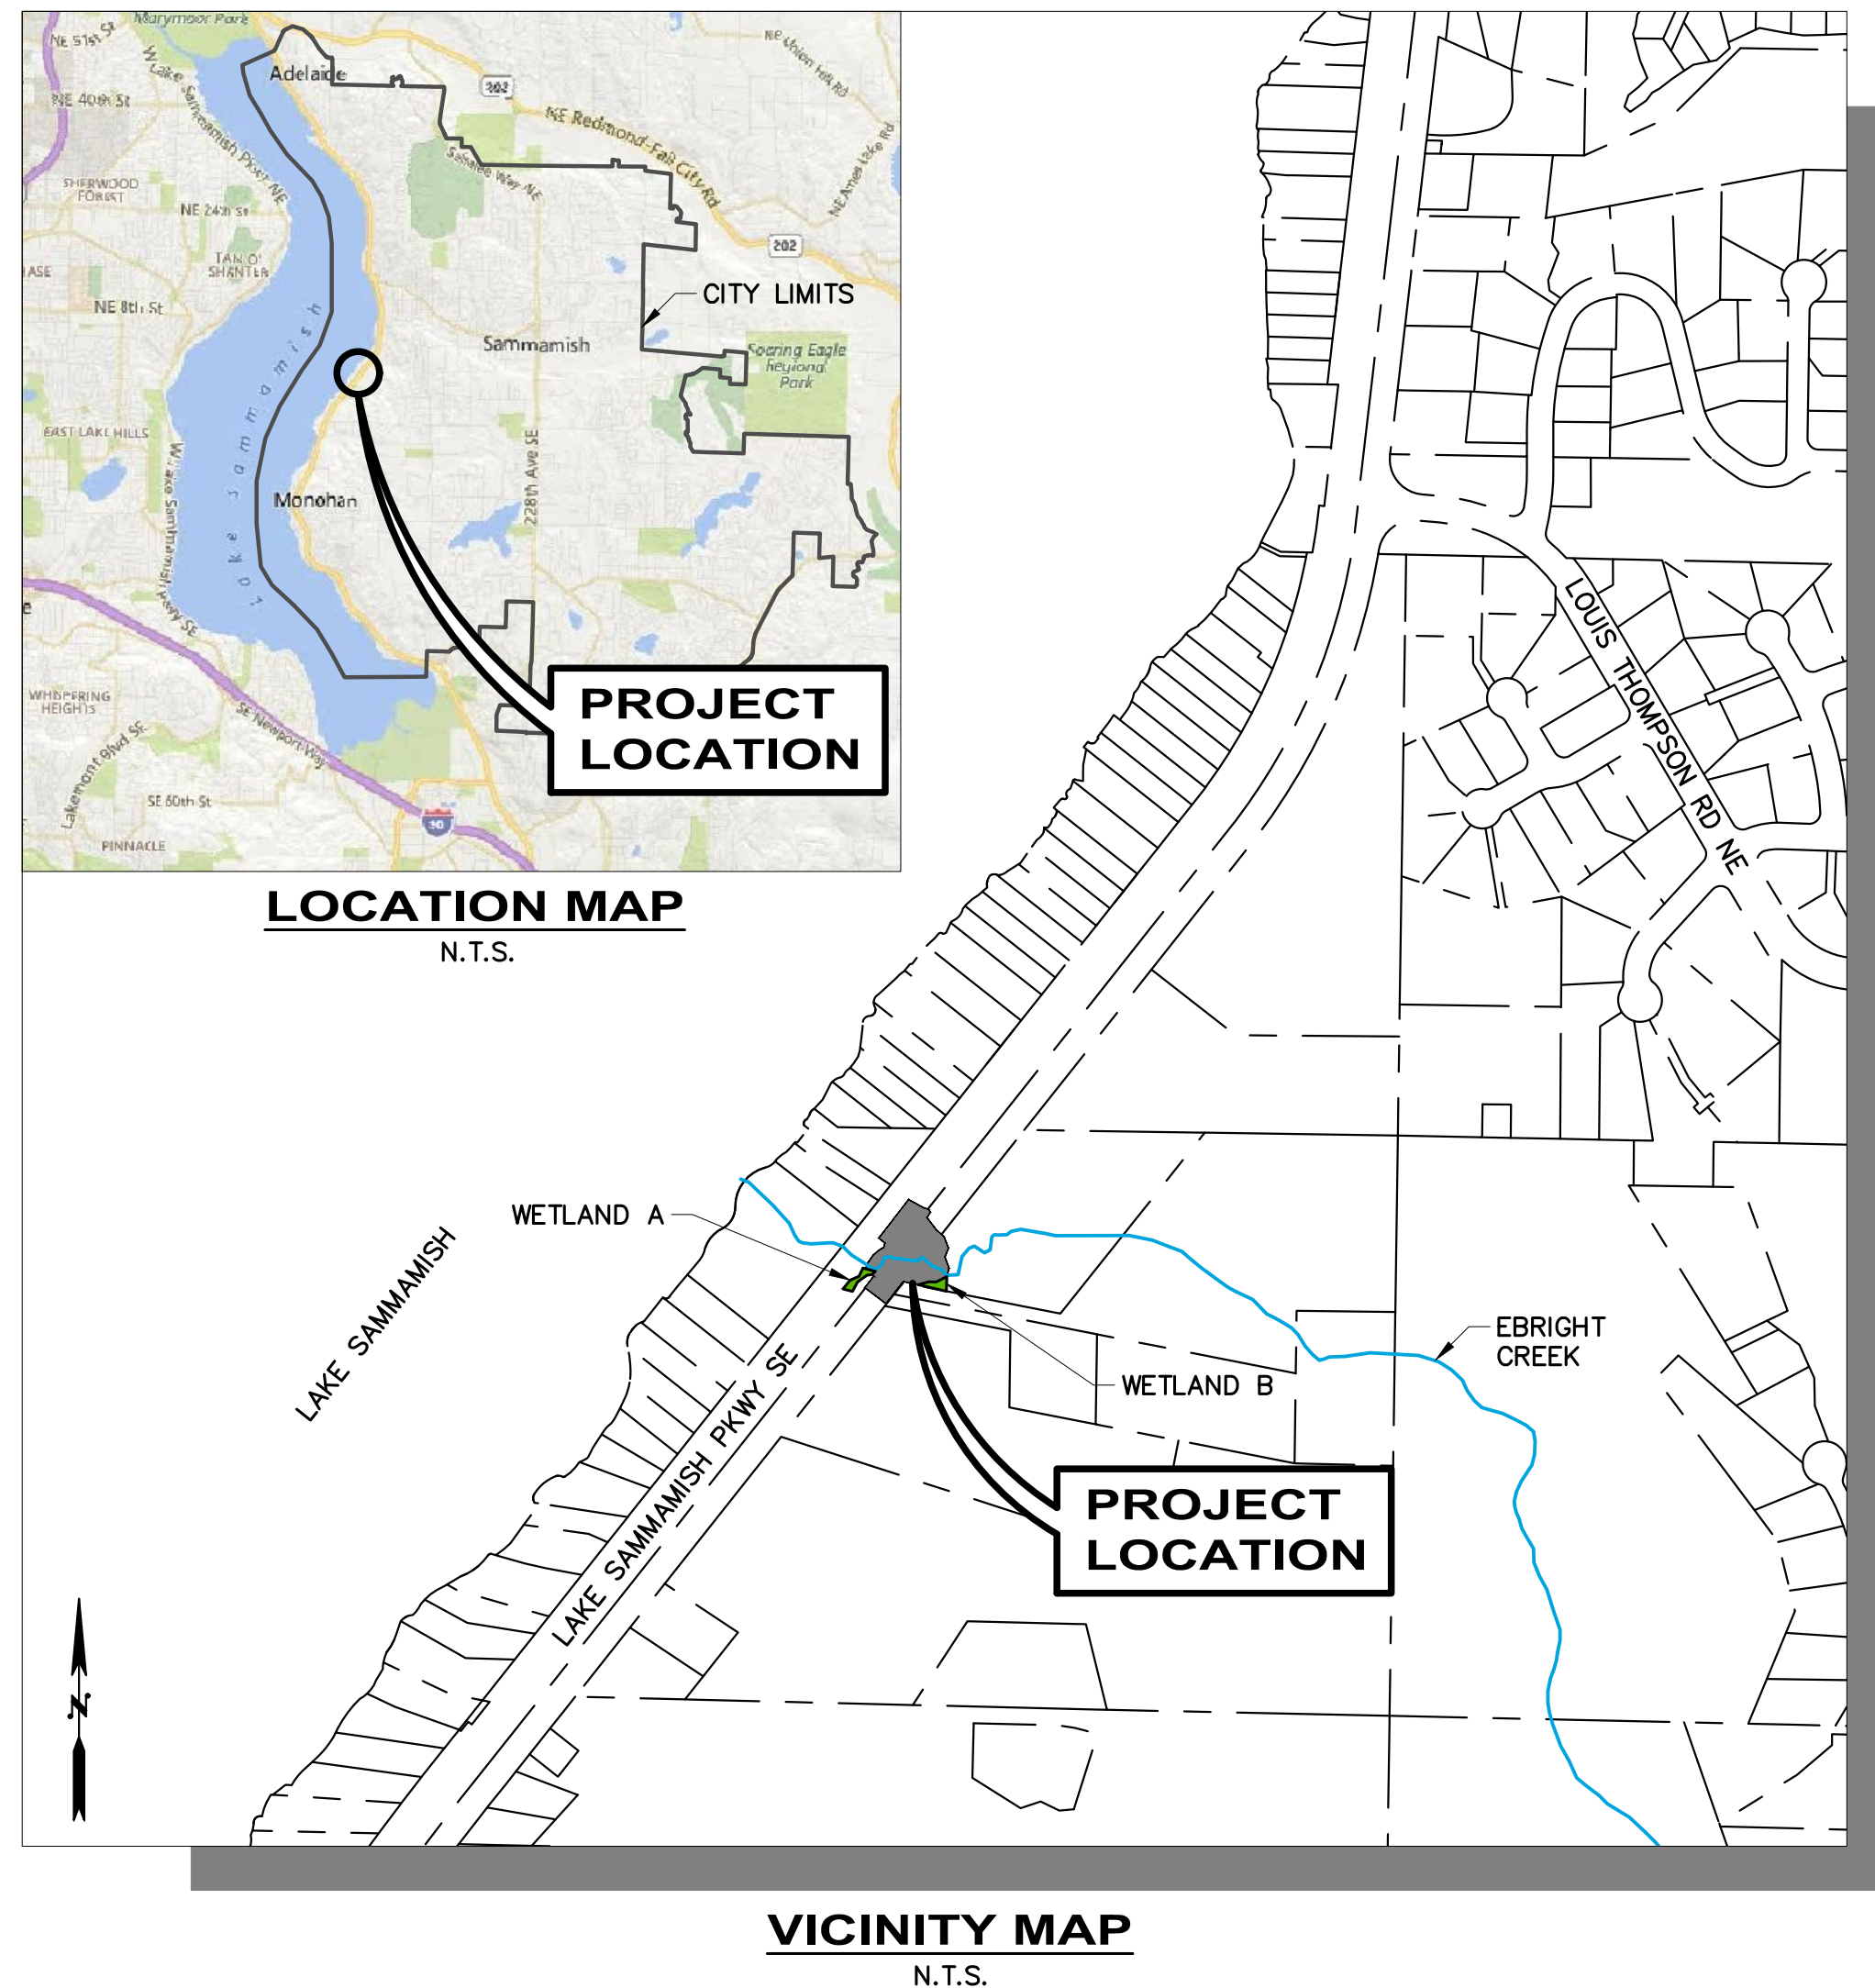 Marymoor Park
NE 51st St
Adelaide
NE Union Hill Rd
W Lake Sammamish Pkwy NE
NE 40th St
202
NE Redmond-Fall City Rd
Sahalee Way NE
NE Ames Lake Rd
SHERWOOD
FOREST
NE 24th St
TAM O'
SHANTER
202
NE 8th St
CITY LIMITS
Sammamish
Soaring Eagle
Regional
Park
Lake Sammamish
EAST LAKE HILLS
W Lake Sammamish Pkwy SE
228th Ave SE
Monohan
WHISPERING
HEIGHTS
SE Newport Way
Lakemont Blvd SE
SE 60th St
90
PINNACLE
PROJECT
LOCATION
LOCATION MAP
N.T.S.
LOUIS THOMPSON RD NE
WETLAND A
LAKE SAMMAMISH
EBRIGHT
CREEK
WETLAND B
LAKE SAMMAMISH PKWY SE
PROJECT
LOCATION
N
VICINITY MAP
N.T.S.